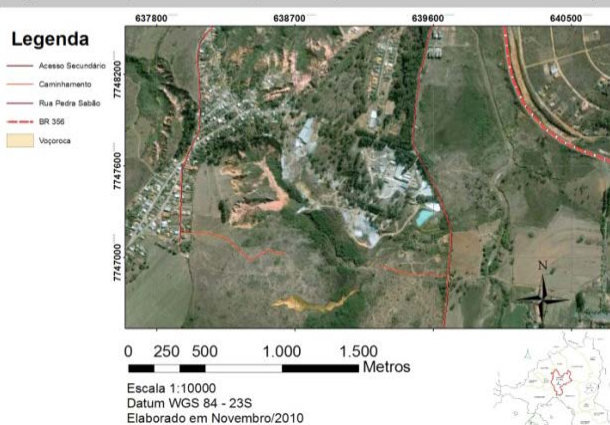 Legenda
Acesso Secundário
Caminhamento
Rua Pedra Sabão
BR 356
Voçoroca
637800
638700
639600
640500
7748200
7747600
7747000
N
0 250 500 1.000 1.500
Metros
Escala 1:10000
Datum WGS 84 - 23S
Elaborado em Novembro/2010